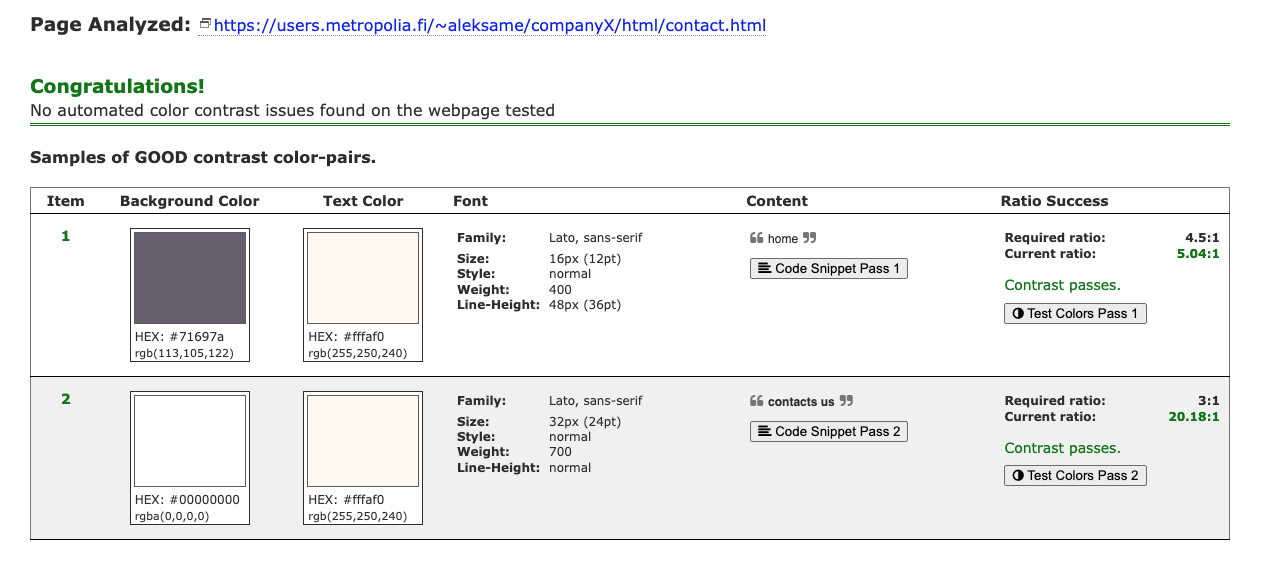 Page Analyzed: https://users.metropolia.fi/~aleksame/companyX/html/contact.html
Congratulations!
No automated color contrast issues found on the webpage tested
Samples of GOOD contrast color-pairs.
Item Background Color Text Color Font Content Ratio Success
1
HEX: #71697a
rgb(113,105,122)
HEX: #fffaf0
rgb(255,250,240)
Family: Lato, sans-serif
Size: 16px (12pt)
Style: normal
Weight: 400
Line-Height: 48px (36pt)
❝ home ❞
Code Snippet Pass 1
Required ratio: 4.5:1
Current ratio: 5.04:1
Contrast passes.
Test Colors Pass 1
2
HEX: #00000000
rgba(0,0,0,0)
HEX: #fffaf0
rgb(255,250,240)
Family: Lato, sans-serif
Size: 32px (24pt)
Style: normal
Weight: 700
Line-Height: normal
❝ contacts us ❞
Code Snippet Pass 2
Required ratio: 3:1
Current ratio: 20.18:1
Contrast passes.
Test Colors Pass 2